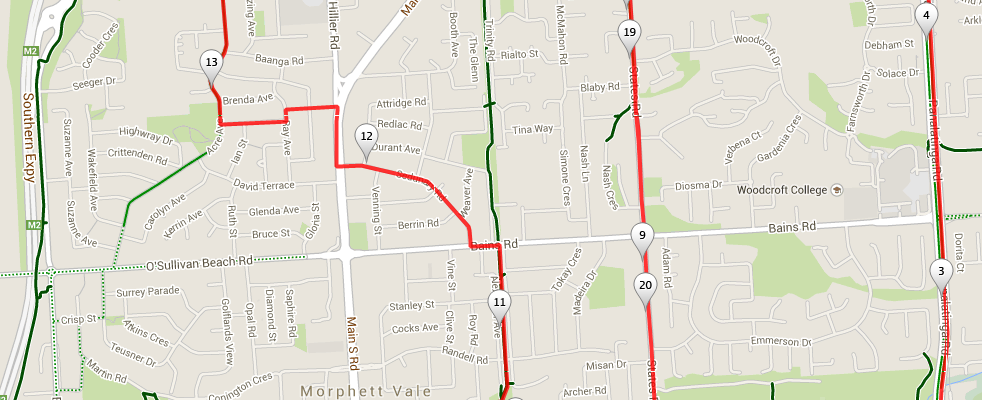 19
4
13
12
9
20
3
11
M2
M2
Southern Expy
Cooder Cres
Seeger Dr
Hillier Rd
Baanga Rd
Brenda Ave
Highway Dr
Crittenden Rd
Suzanne Ave
Wakefield Ave
Suzanne Ave
Carolyn Ave
Kerrin Ave
Acre Ave
Ian St
Ray Ave
David Terrace
Ruth St
Glenda Ave
Bruce St
Gloria St
O'Sullivan Beach Rd
Attridge Rd
Redlac Rd
Durant Ave
Venning St
Berrin Rd
Weaver Ave
Booth Ave
The Glenn
Trinity Rd
Rialto St
McMahon Rd
Blaby Rd
Tina Way
Simone Cres
Nash Ln
Nash Cres
States Rd
Woodcroft Dr
Debham St
Solace Dr
Farnsworth Dr
Verbena Ct
Gardenia Cres
Diosma Dr
Woodcroft College
Panalatinga Rd
Bains Rd
Bains Rd
Dorita Ct
Adam Rd
Tokay Cres
Madeira Dr
Emmerson Dr
Misan Dr
Archer Rd
Vine St
Clive St
Roy Rd
Stanley St
Cocks Ave
Randell Rd
Main S Rd
Morphett Vale
Surrey Parade
Crisp St
Atkins Cres
Teusner Dr
Martin Rd
Golflands View
Opal Rd
Diamond St
Saphire Rd
Conington Cres